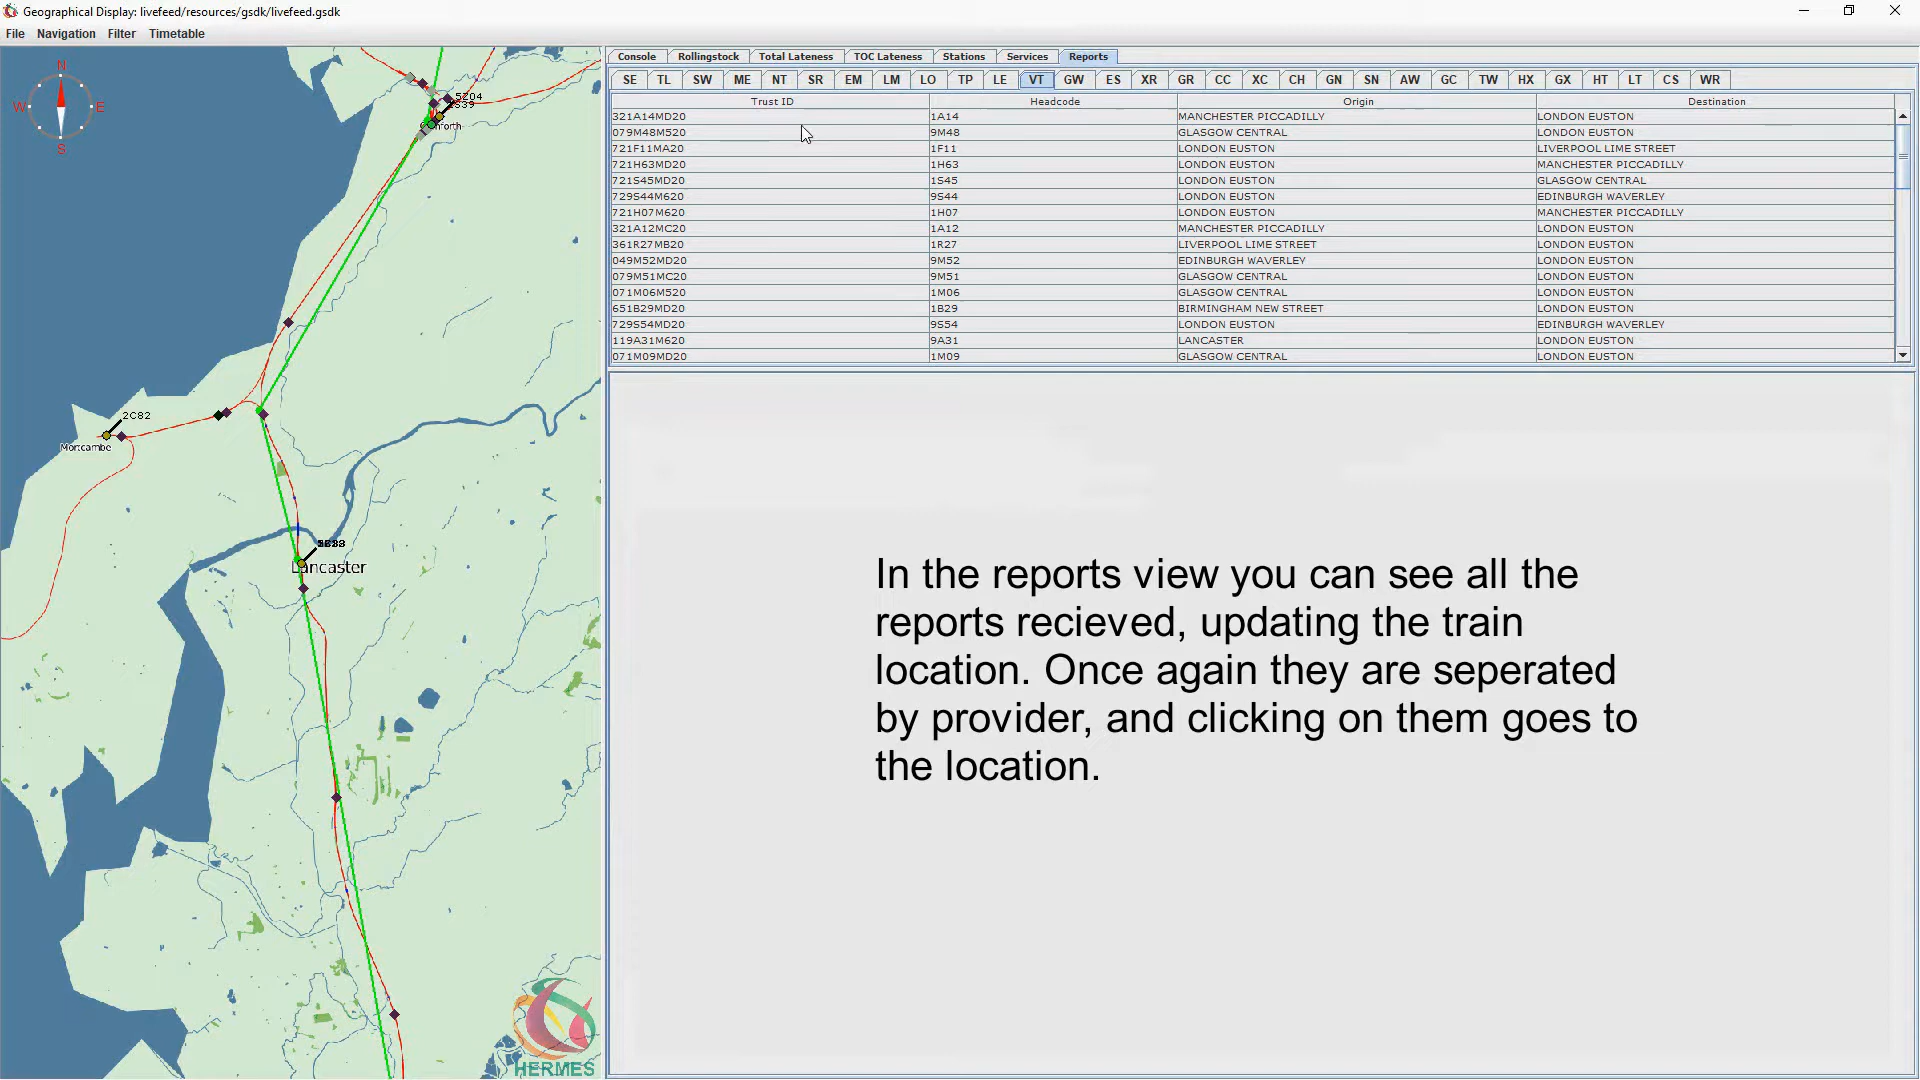 Geographical Display: livefeed/resources/gsdk/livefeed.gsdk
File Navigation Filter Timetable
Console Rollingstock Total Lateness TOC Lateness Stations Services Reports
SE TL SW ME NT SR EM LM LO TP LE VT GW ES XR GR CC XC CH GN SN AW GC TW HX GX HT LT CS WR
Trust ID Headcode Origin Destination
321A14MD20 1A14 MANCHESTER PICCADILLY LONDON EUSTON
079M48M520 9M48 GLASGOW CENTRAL LONDON EUSTON
721F11MA20 1F11 LONDON EUSTON LIVERPOOL LIME STREET
721H63MD20 1H63 LONDON EUSTON MANCHESTER PICCADILLY
721S45MD20 1S45 LONDON EUSTON GLASGOW CENTRAL
729S44M620 9S44 LONDON EUSTON EDINBURGH WAVERLEY
721H07M620 1H07 LONDON EUSTON MANCHESTER PICCADILLY
321A12MC20 1A12 MANCHESTER PICCADILLY LONDON EUSTON
361R27MB20 1R27 LIVERPOOL LIME STREET LONDON EUSTON
049M52MD20 9M52 EDINBURGH WAVERLEY LONDON EUSTON
079M51MC20 9M51 GLASGOW CENTRAL LONDON EUSTON
071M06M520 1M06 GLASGOW CENTRAL LONDON EUSTON
651B29MD20 1B29 BIRMINGHAM NEW STREET LONDON EUSTON
729S54MD20 9S54 LONDON EUSTON EDINBURGH WAVERLEY
119A31M620 9A31 LANCASTER LONDON EUSTON
071M09MD20 1M09 GLASGOW CENTRAL LONDON EUSTON
N
W E
S
5Z04
2C82
Morecambe
Lancaster
HERMES
In the reports view you can see all the
reports recieved, updating the train
location. Once again they are seperated
by provider, and clicking on them goes to
the location.